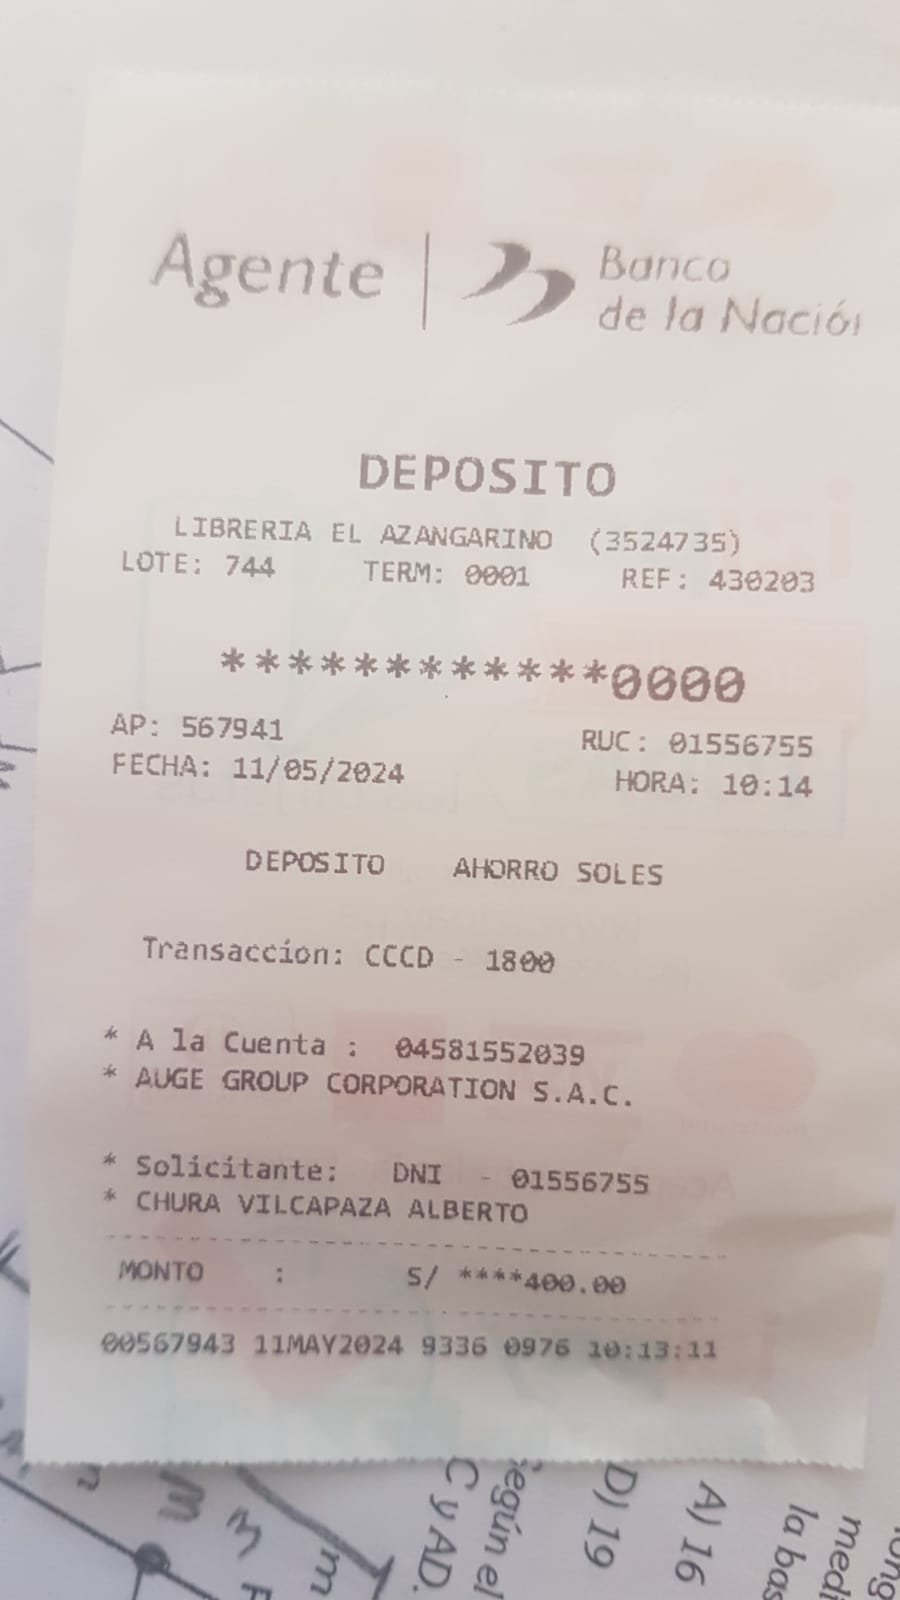 Agente | Banco
de la Nación
DEPOSITO
LIBRERIA EL AZANGARINO (3524735)
LOTE: 744 TERM: 0001 REF: 430203
************0000
AP: 567941 RUC: 01556755
FECHA: 11/05/2024 HORA: 10:14
DEPOSITO AHORRO SOLES
Transaccion: CCCD - 1800
* A la Cuenta : 04581552039
* AUGE GROUP CORPORATION S.A.C.
* Solicitante: DNI - 01556755
* CHURA VILCAPAZA ALBERTO
MONTO : S/ ****400.00
00567943 11MAY2024 9336 0976 10:13:11
C y AD.
Según el
D) 19
A) 16
la bas
medi